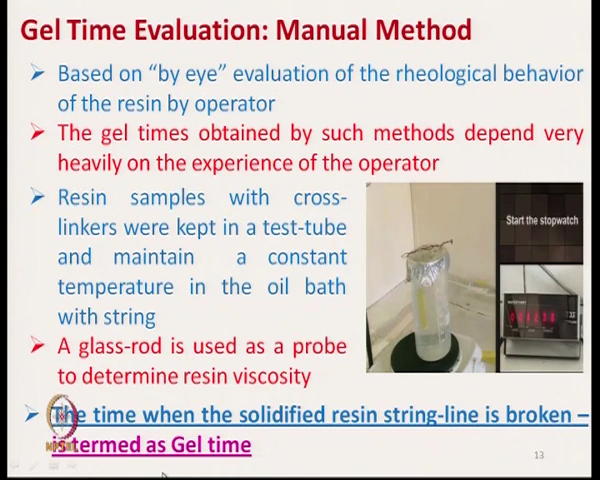 Gel Time Evaluation: Manual Method
Based on “by eye” evaluation of the rheological behavior
of the resin by operator
The gel times obtained by such methods depend very
heavily on the experience of the operator
Resin samples with cross-
linkers were kept in a test-tube
and maintain a constant
temperature in the oil bath
with string
A glass-rod is used as a probe
to determine resin viscosity
Start the stopwatch
The time when the solidified resin string-line is broken –
is termed as Gel time
13